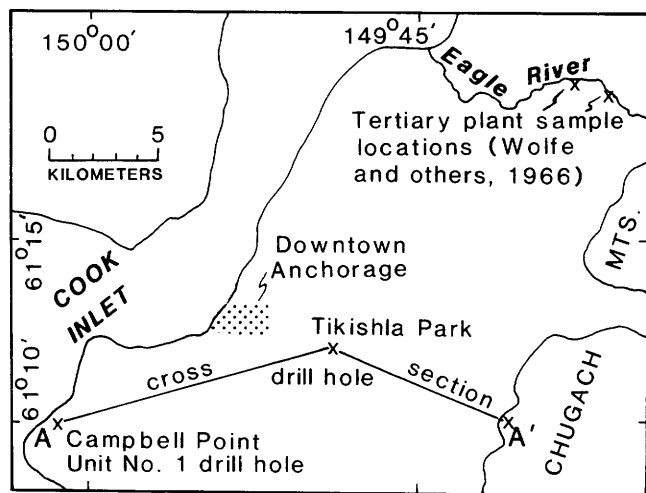 150°00'
149°45'
Eagle River
0 5
KILOMETERS
Tertiary plant sample
locations (Wolfe
and others, 1966)
61°15'
MTS.
Downtown
Anchorage
COOK
INLET
Tikishla Park
drill hole
61°10'
cross section
A
A'
Campbell Point
Unit No. 1 drill hole
CHUGACH